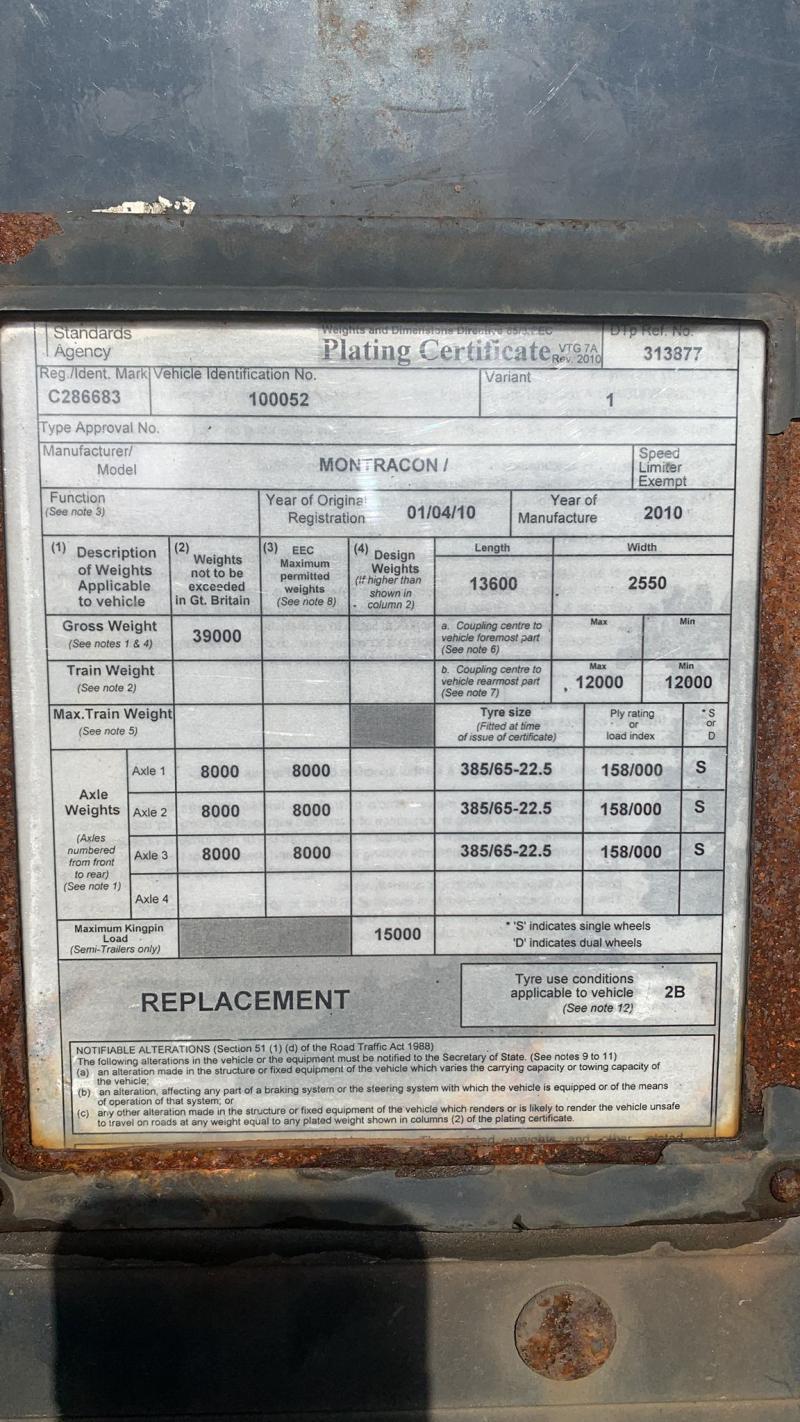 Standards
Agency
Weights and Dimensions Directive 85/3/EEC
Plating Certificate VTG 7A
Rev. 2010
DTp Ref. No.
313877
Reg./Ident. Mark
C286683
Vehicle Identification No.
100052
Variant
1
Type Approval No.
Manufacturer/
Model
MONTRACON /
Speed
Limiter
Exempt
Function
(See note 3)
Year of Original
Registration
01/04/10
Year of
Manufacture
2010
(1) Description
of Weights
Applicable
to vehicle
(2) Weights
not to be
exceeded
in Gt. Britain
(3) EEC
Maximum
permitted
weights
(See note 8)
(4) Design
Weights
(If higher than
shown in
column 2)
Length
13600
Width
2550
Gross Weight
(See notes 1 & 4)
39000
a. Coupling centre to
vehicle foremost part
(See note 6)
Max
Min
Train Weight
(See note 2)
b. Coupling centre to
vehicle rearmost part
(See note 7)
Max
12000
Min
12000
Max.Train Weight
(See note 5)
Tyre size
(Fitted at time
of issue of certificate)
Ply rating
or
load index
* S
or
D
Axle
Weights
(Axles
numbered
from front
to rear)
(See note 1)
Axle 1 8000 8000 385/65-22.5 158/000 S
Axle 2 8000 8000 385/65-22.5 158/000 S
Axle 3 8000 8000 385/65-22.5 158/000 S
Axle 4
Maximum Kingpin
Load
(Semi-Trailers only)
15000
* 'S' indicates single wheels
'D' indicates dual wheels
REPLACEMENT
Tyre use conditions
applicable to vehicle
(See note 12)
2B
NOTIFIABLE ALTERATIONS (Section 51 (1) (d) of the Road Traffic Act 1988)
The following alterations in the vehicle or the equipment must be notified to the Secretary of State. (See notes 9 to 11)
(a) an alteration made in the structure or fixed equipment of the vehicle which varies the carrying capacity or towing capacity of
the vehicle;
(b) an alteration, affecting any part of a braking system or the steering system with which the vehicle is equipped or of the means
of operation of that system; or
(c) any other alteration made in the structure or fixed equipment of the vehicle which renders or is likely to render the vehicle unsafe
to travel on roads at any weight equal to any plated weight shown in columns (2) of the plating certificate.